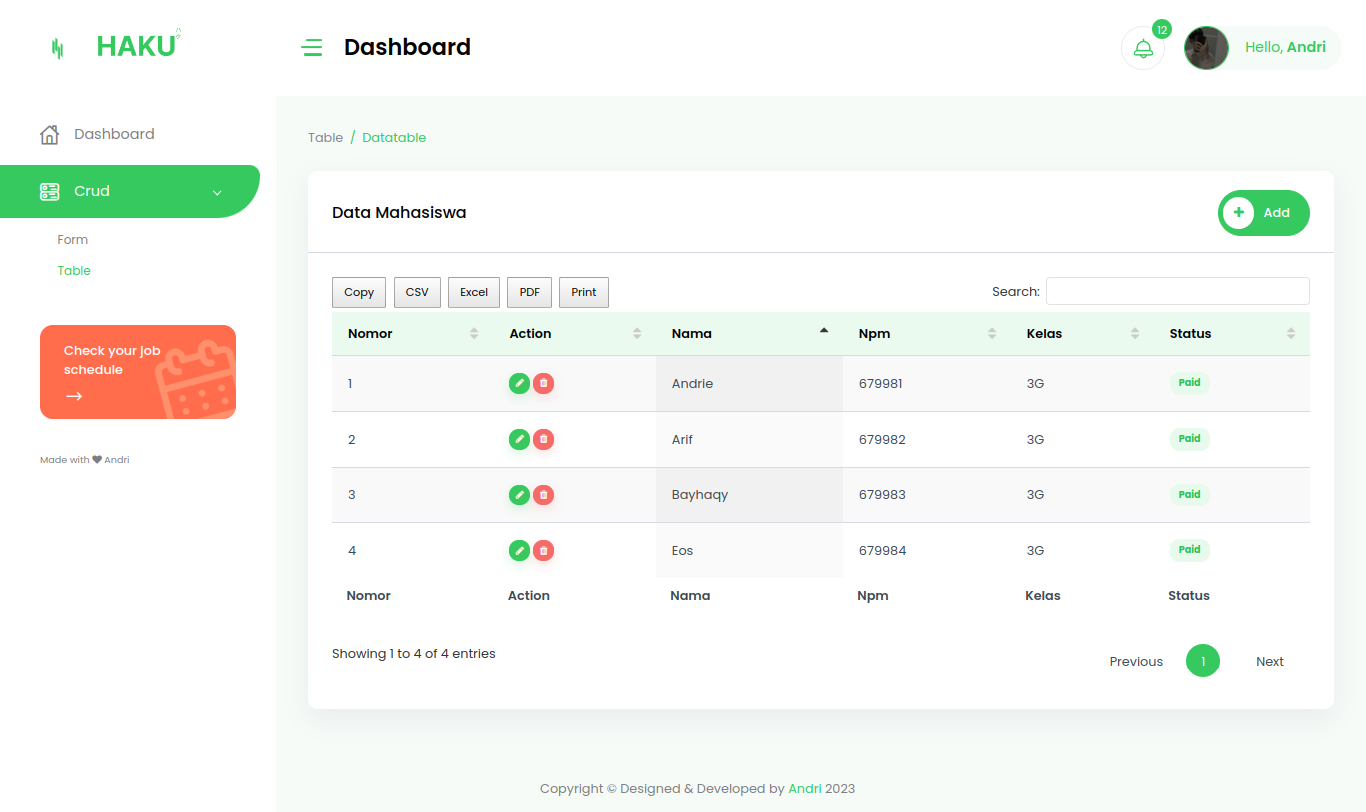 HAKU ハク
Dashboard
12
Hello, Andri
Dashboard
Crud
Form
Table
Check your job
schedule
Made with Andri
Table / Datatable
Data Mahasiswa
+ Add
Copy CSV Excel PDF Print
Search:
Nomor Action Nama Npm Kelas Status
1 Andrie 679981 3G Paid
2 Arif 679982 3G Paid
3 Bayhaqy 679983 3G Paid
4 Eos 679984 3G Paid
Nomor Action Nama Npm Kelas Status
Showing 1 to 4 of 4 entries
Previous 1 Next
Copyright © Designed & Developed by Andri 2023